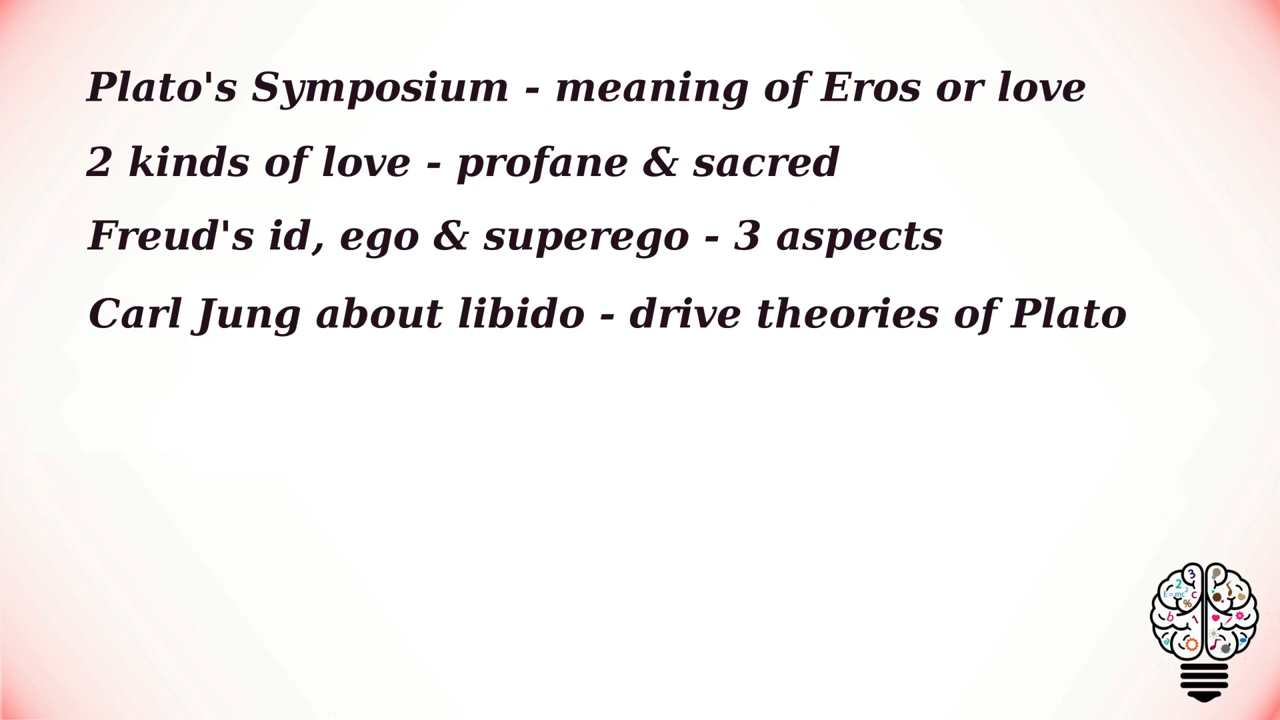 Plato's Symposium - meaning of Eros or love
2 kinds of love - profane & sacred
Freud's id, ego & superego - 3 aspects
Carl Jung about libido - drive theories of Plato